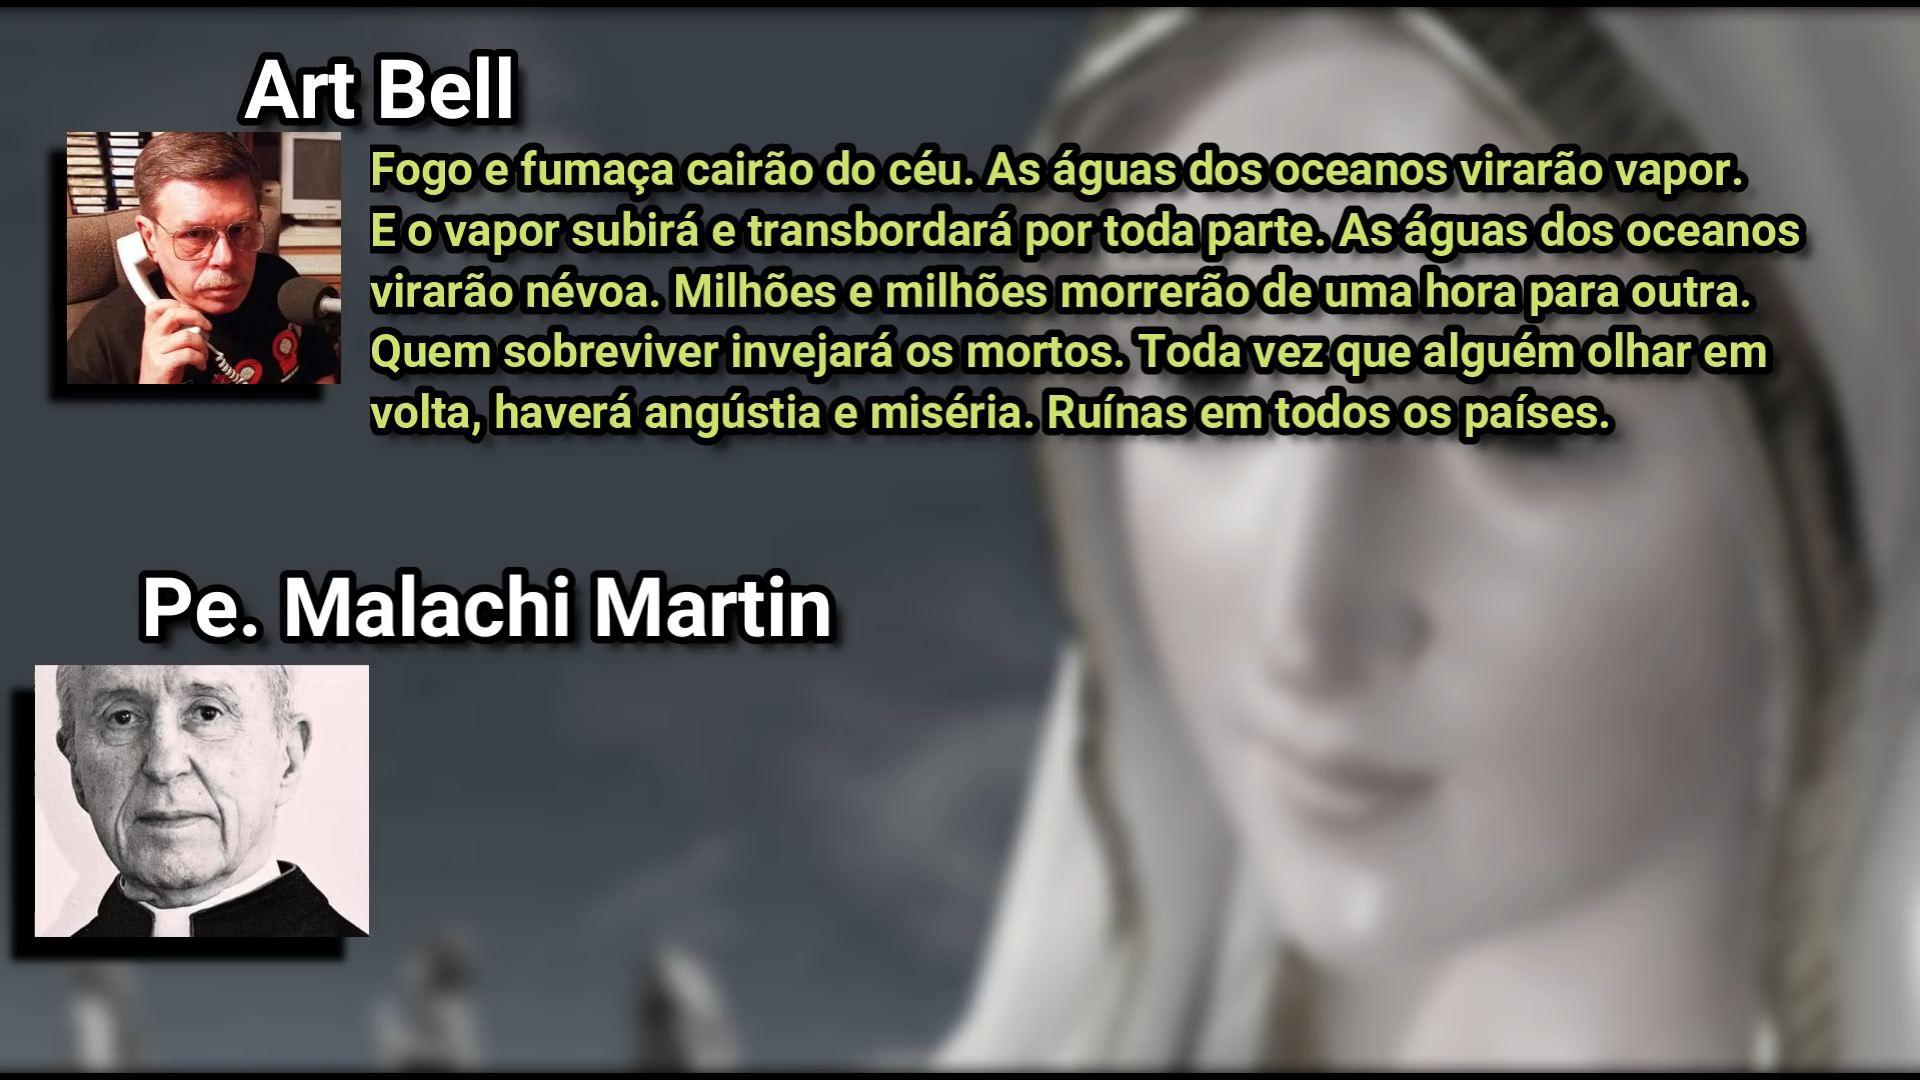 Art Bell
Fogo e fumaça cairão do céu. As águas dos oceanos virarão vapor.
E o vapor subirá e transbordará por toda parte. As águas dos oceanos
virarão névoa. Milhões e milhões morrerão de uma hora para outra.
Quem sobreviver invejará os mortos. Toda vez que alguém olhar em
volta, haverá angústia e miséria. Ruínas em todos os países.
Pe. Malachi Martin